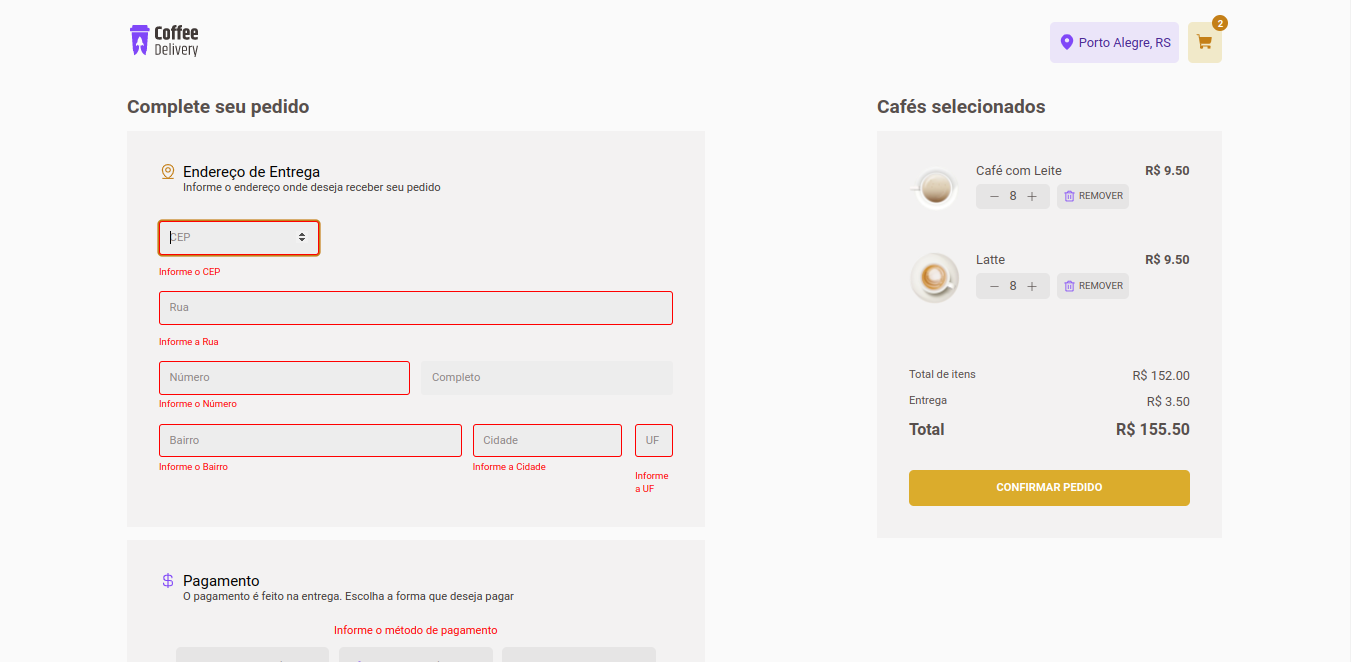 Coffee
Delivery
Porto Alegre, RS
2
Complete seu pedido
Endereço de Entrega
Informe o endereço onde deseja receber seu pedido
CEP
Informe o CEP
Rua
Informe a Rua
Número
Completo
Informe o Número
Bairro
Cidade
UF
Informe o Bairro
Informe a Cidade
Informe
a UF
Pagamento
O pagamento é feito na entrega. Escolha a forma que deseja pagar
Informe o método de pagamento
Cafés selecionados
Café com Leite
R$ 9.50
8
REMOVER
Latte
R$ 9.50
8
REMOVER
Total de itens
R$ 152.00
Entrega
R$ 3.50
Total
R$ 155.50
CONFIRMAR PEDIDO